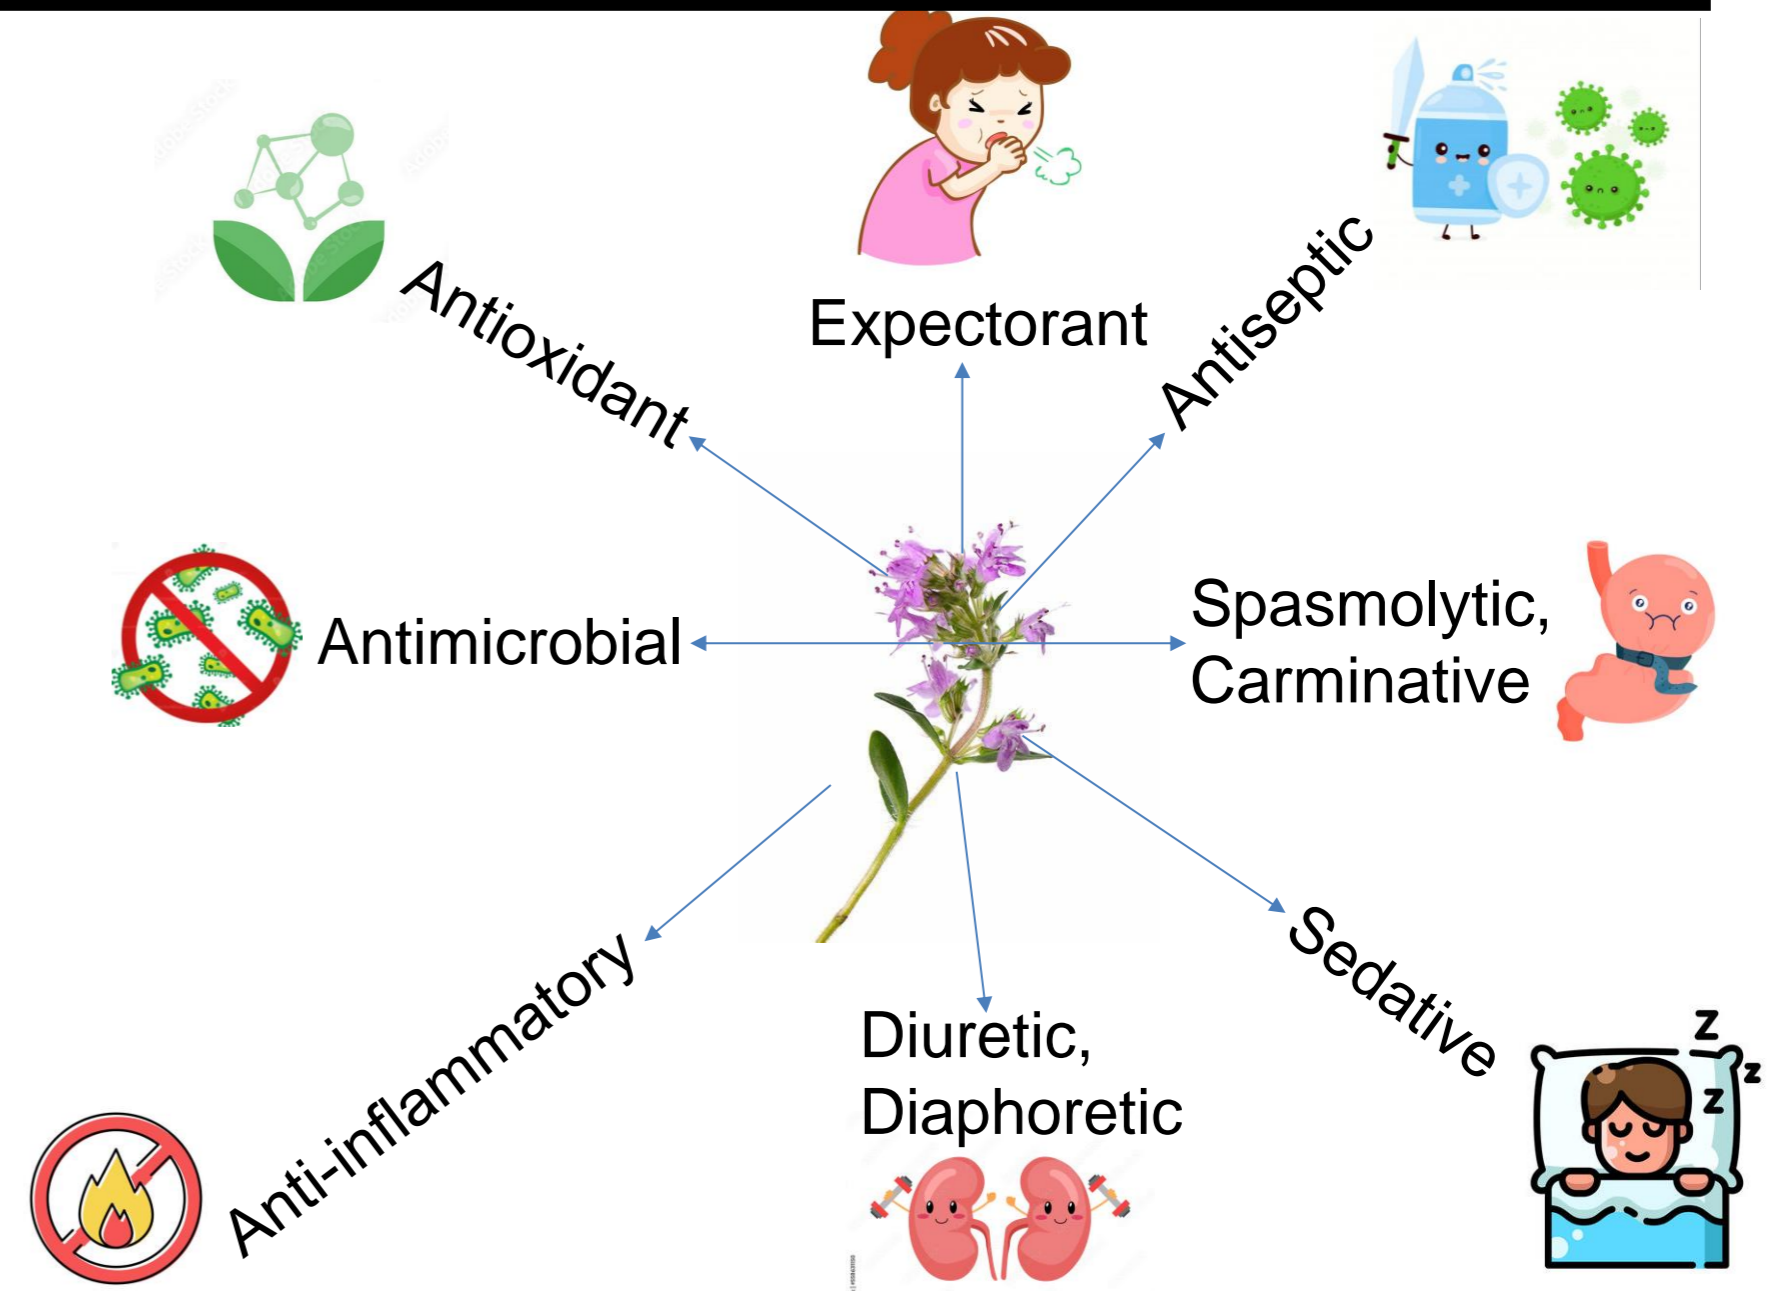 Expectorant
Antiseptic
Antioxidant
Antimicrobial
Spasmolytic,
Carminative
Anti-inflammatory
Diuretic,
Diaphoretic
Sedative
Z
Z
Z